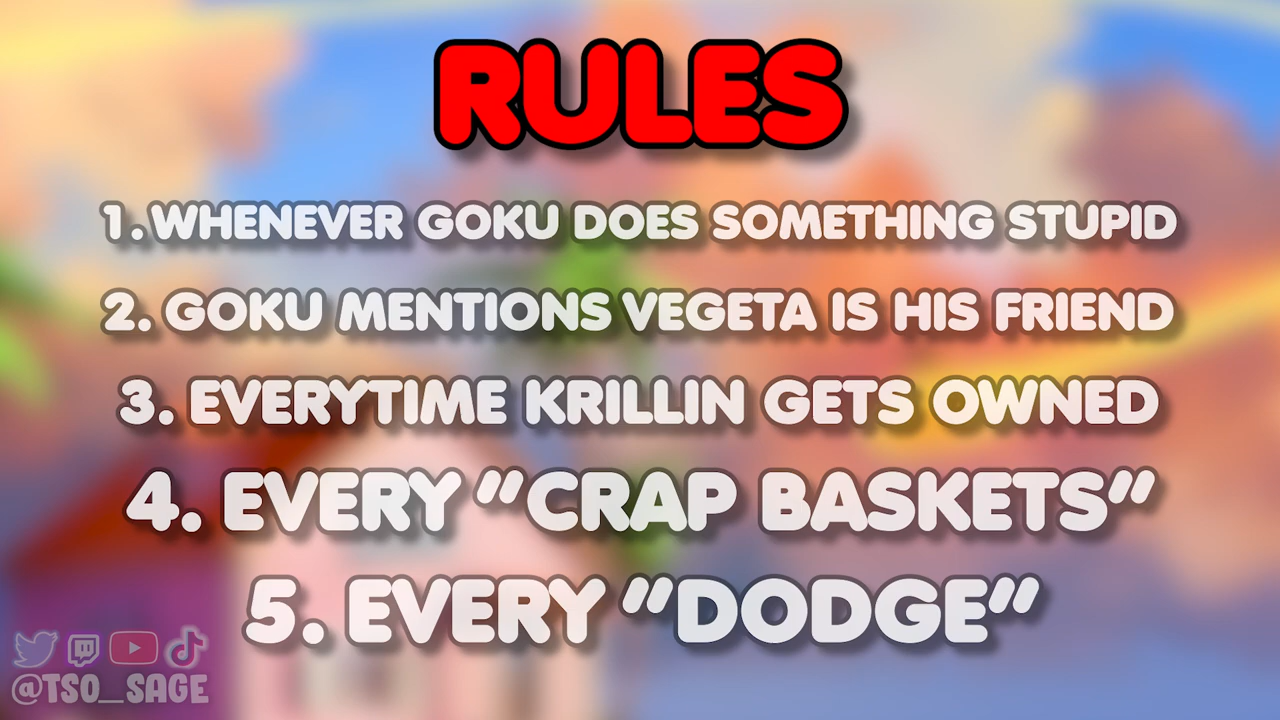 RULES
1. WHENEVER GOKU DOES SOMETHING STUPID
2. GOKU MENTIONS VEGETA IS HIS FRIEND
3. EVERYTIME KRILLIN GETS OWNED
4. EVERY "CRAP BASKETS"
5. EVERY "DODGE"
@TSO_SAGE